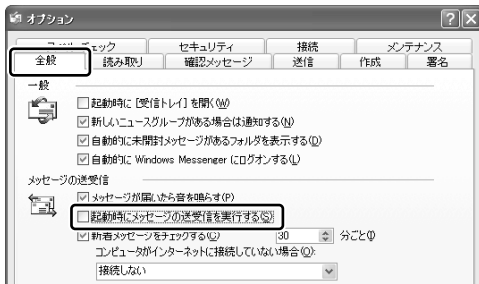 オプション
スペルチェック セキュリティ 接続 メンテナンス
全般 読み取り 確認メッセージ 送信 作成 署名
一般
起動時に [受信トレイ] を開く(W)
新しいニュースグループがある場合は通知する(N)
自動的に未開封メッセージがあるフォルダを表示する(D)
自動的に Windows Messenger にログオンする(L)
メッセージの送受信
メッセージが届いたら音を鳴らす(P)
起動時にメッセージの送受信を実行する(S)
新着メッセージをチェックする(C) 30 分ごと(I)
コンピュータがインターネットに接続していない場合(O):
接続しない